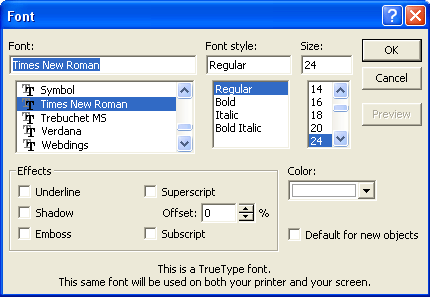 Font
Font: Font style: Size:
Times New Roman Regular 24 OK
Symbol Regular 14 Cancel
Times New Roman Bold 16
Trebuchet MS Italic 18 Preview
Verdana Bold Italic 20
Webdings 24
Effects Color:
Underline Superscript
Shadow Offset: 0 %
Emboss Subscript Default for new objects
This is a TrueType font.
This same font will be used on both your printer and your screen.